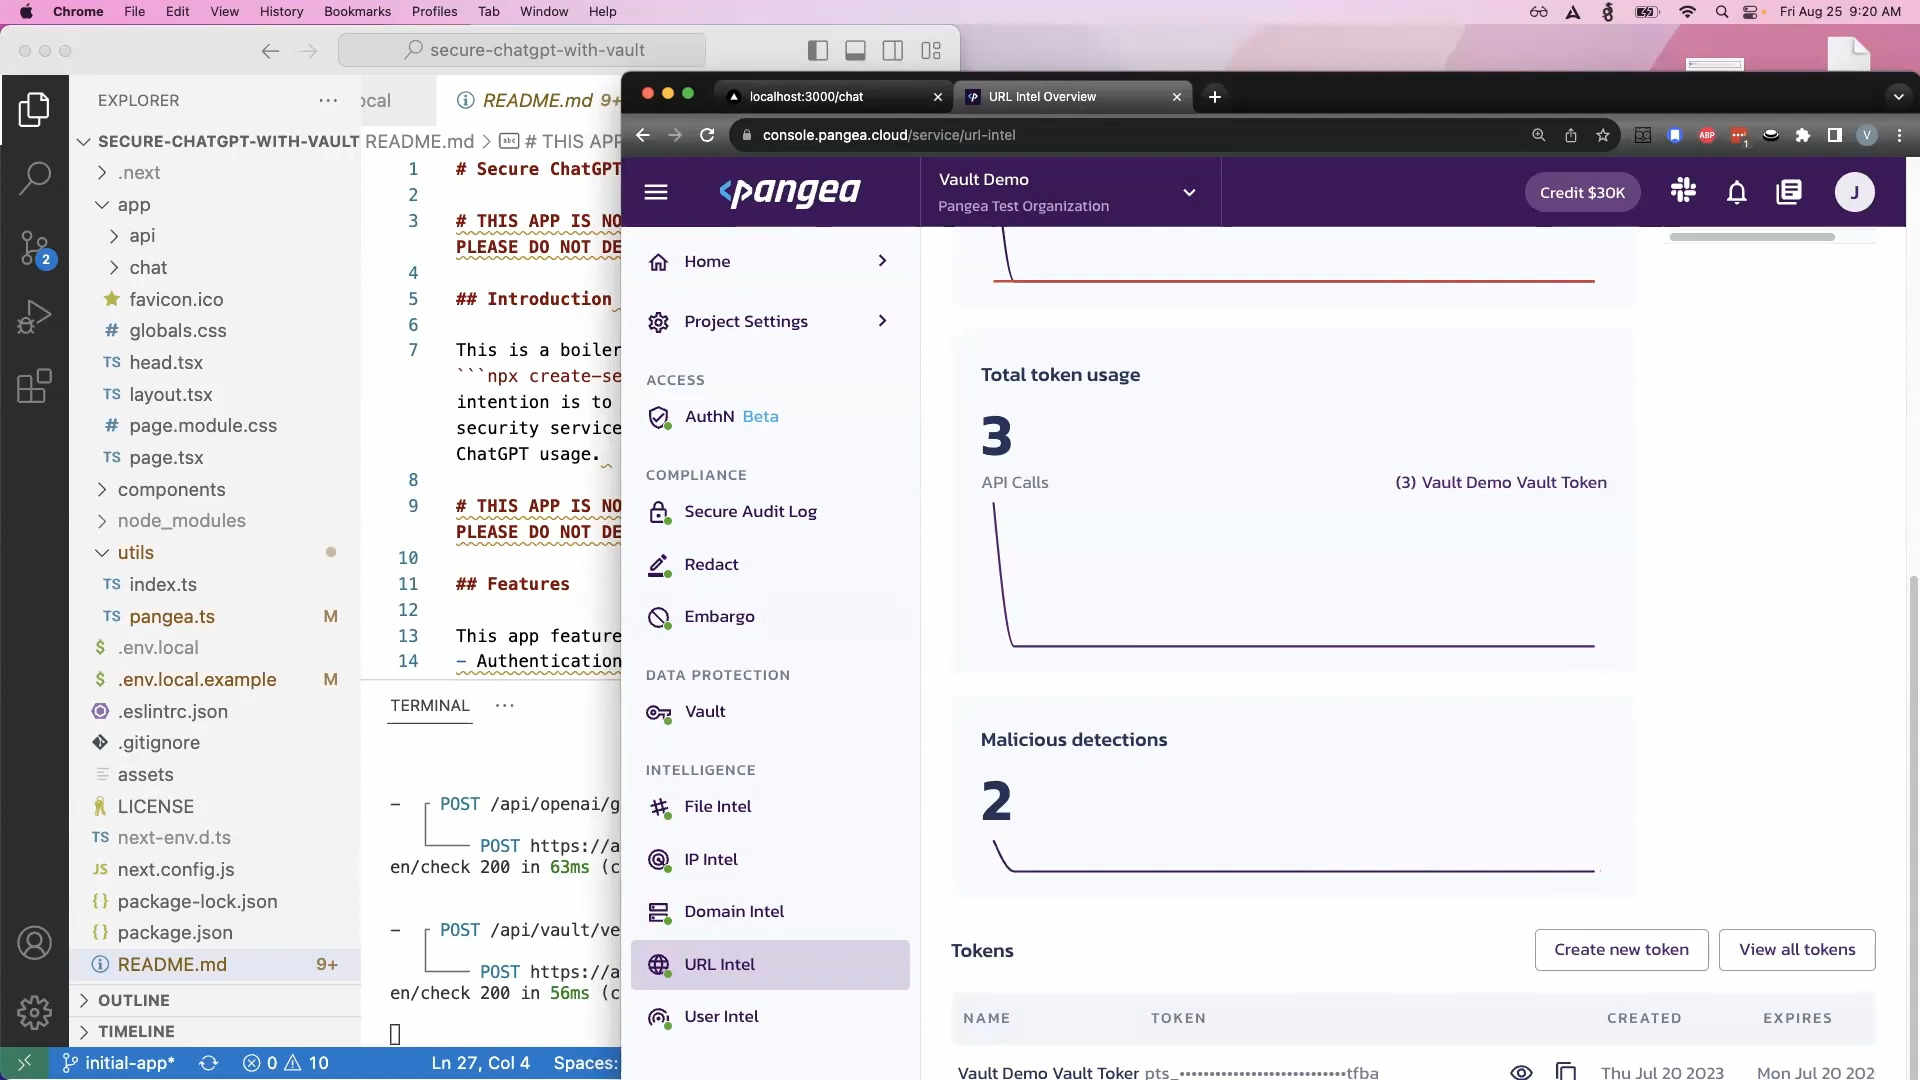 Chrome File Edit View History Bookmarks Profiles Tab Window Help
Fri Aug 25 9:20 AM
secure-chatgpt-with-vault
EXPLORER
SECURE-CHATGPT-WITH-VAULT
.next
app
api
chat
favicon.ico
globals.css
TS head.tsx
TS layout.tsx
# page.module.css
TS page.tsx
components
node_modules
utils
TS index.ts
TS pangea.ts M
$ .env.local
$ .env.local.example M
.eslintrc.json
.gitignore
assets
LICENSE
TS next-env.d.ts
JS next.config.js
{} package-lock.json
{} package.json
README.md 9+
OUTLINE
TIMELINE
2
initial-app* 0 10
Ln 27, Col 4 Spaces:
ocal
README.md 9+
README.md > abc # THIS APP
1 # Secure ChatGPT
2
3 # THIS APP IS NO
PLEASE DO NOT DE
4
5 ## Introduction
6
7 This is a boiler
```npx create-se
intention is to
security service
ChatGPT usage.
8
9 # THIS APP IS NO
PLEASE DO NOT DE
10
11 ## Features
12
13 This app feature
14 - Authentication
TERMINAL
- POST /api/openai/g
POST https://a
en/check 200 in 63ms (c
- POST /api/vault/ve
POST https://a
en/check 200 in 56ms (c
localhost:3000/chat
URL Intel Overview
console.pangea.cloud/service/url-intel
ABP
1
V
pangea
Vault Demo
Pangea Test Organization
Credit $30K
J
Home
Project Settings
ACCESS
AuthN Beta
COMPLIANCE
Secure Audit Log
Redact
Embargo
DATA PROTECTION
Vault
INTELLIGENCE
File Intel
IP Intel
Domain Intel
URL Intel
User Intel
Total token usage
3
API Calls
(3) Vault Demo Vault Token
Malicious detections
2
Tokens
Create new token
View all tokens
NAME TOKEN CREATED EXPIRES
Vault Demo Vault Token pts_••••••••••••••••••••••••••••tfba Thu Jul 20 2023 Mon Jul 20 202